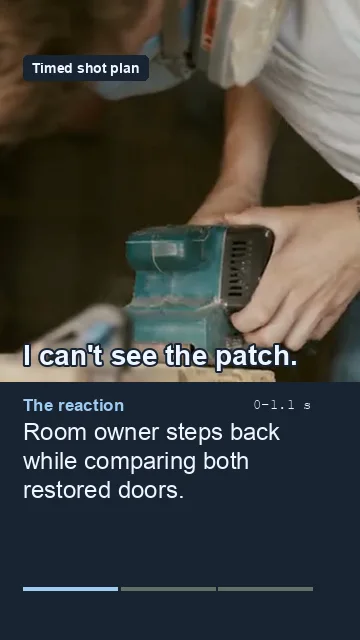 Timed shot plan
I can't see the patch.
The reaction
0–1.1 s
Room owner steps back
while comparing both
restored doors.